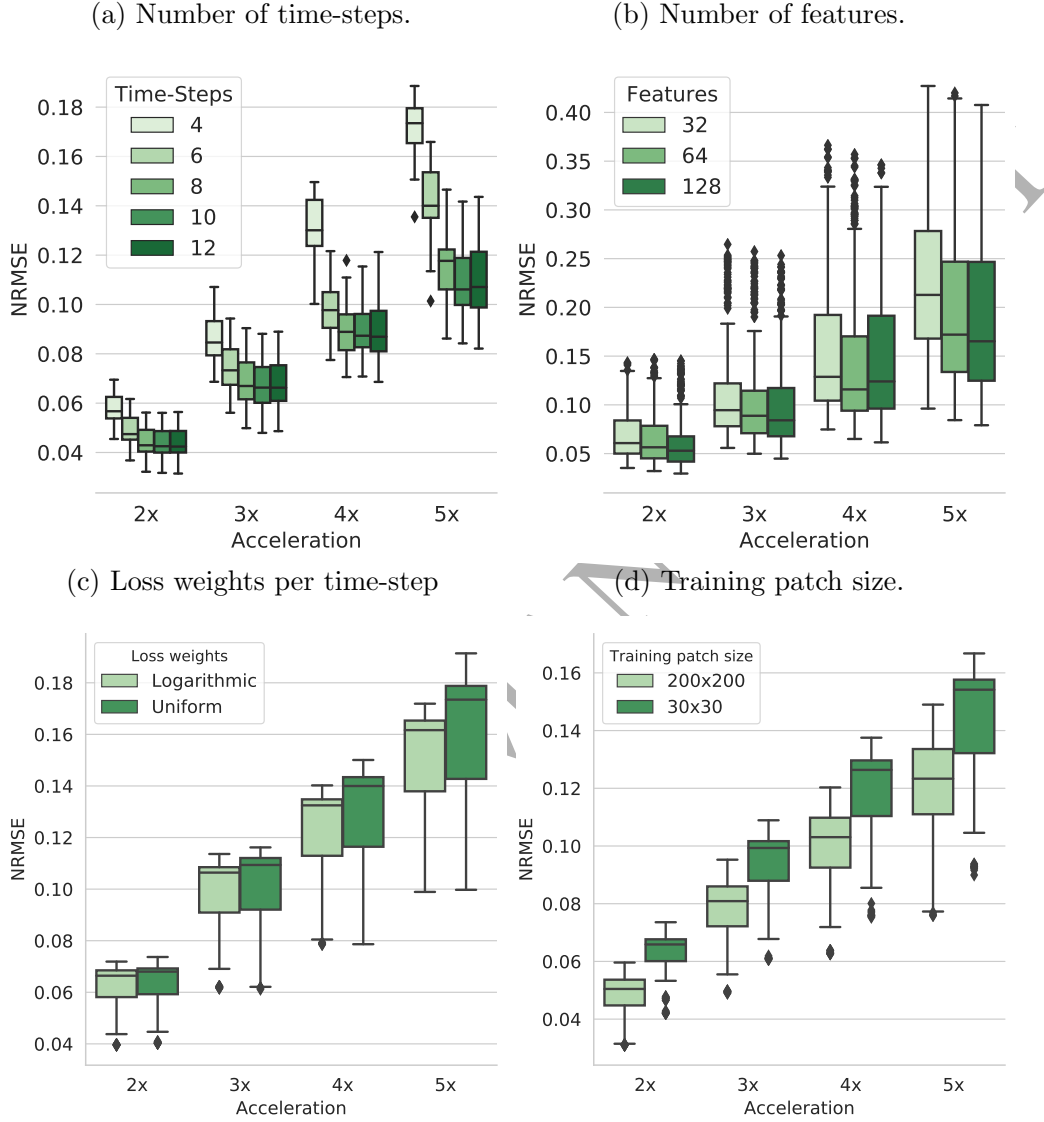 (a) Number of time-steps.
(b) Number of features.
NRMSE
0.18
0.16
0.14
0.12
0.10
0.08
0.06
0.04
Time-Steps
4
6
8
10
12
2x 3x 4x 5x
Acceleration
NRMSE
0.40
0.35
0.30
0.25
0.20
0.15
0.10
0.05
Features
32
64
128
2x 3x 4x 5x
Acceleration
(c) Loss weights per time-step
(d) Training patch size.
NRMSE
0.18
0.16
0.14
0.12
0.10
0.08
0.06
0.04
Loss weights
Logarithmic
Uniform
2x 3x 4x 5x
Acceleration
NRMSE
0.16
0.14
0.12
0.10
0.08
0.06
0.04
Training patch size
200x200
30x30
2x 3x 4x 5x
Acceleration